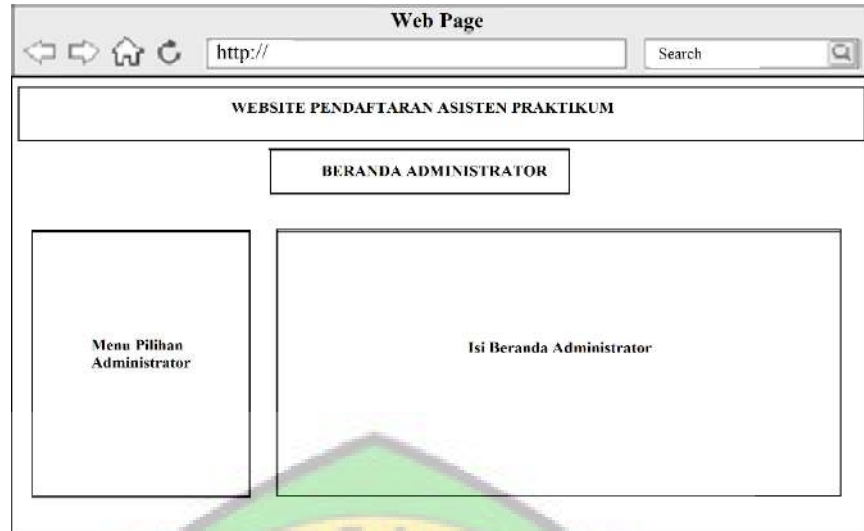 Web Page
http://
Search
WEBSITE PENDAFTARAN ASISTEN PRAKTIKUM
BERANDA ADMINISTRATOR
Menu Pilihan
Administrator
Isi Beranda Administrator